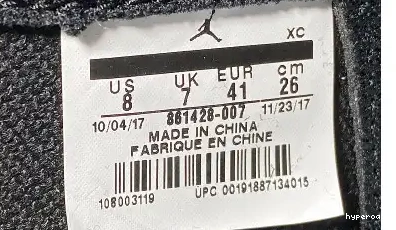 XC
US UK EUR cm
8 7 41 26
10/04/17 861428-007 11/23/17
MADE IN CHINA
FABRIQUE EN CHINE
108003119 UPC 00191887134015